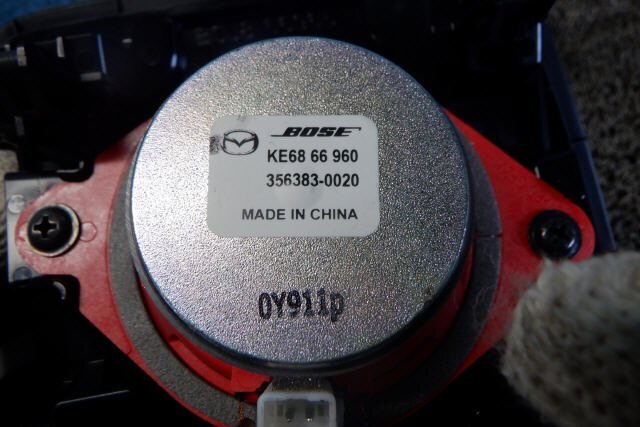 BOSE
KE68 66 960
356383-0020
MADE IN CHINA
0Y911p